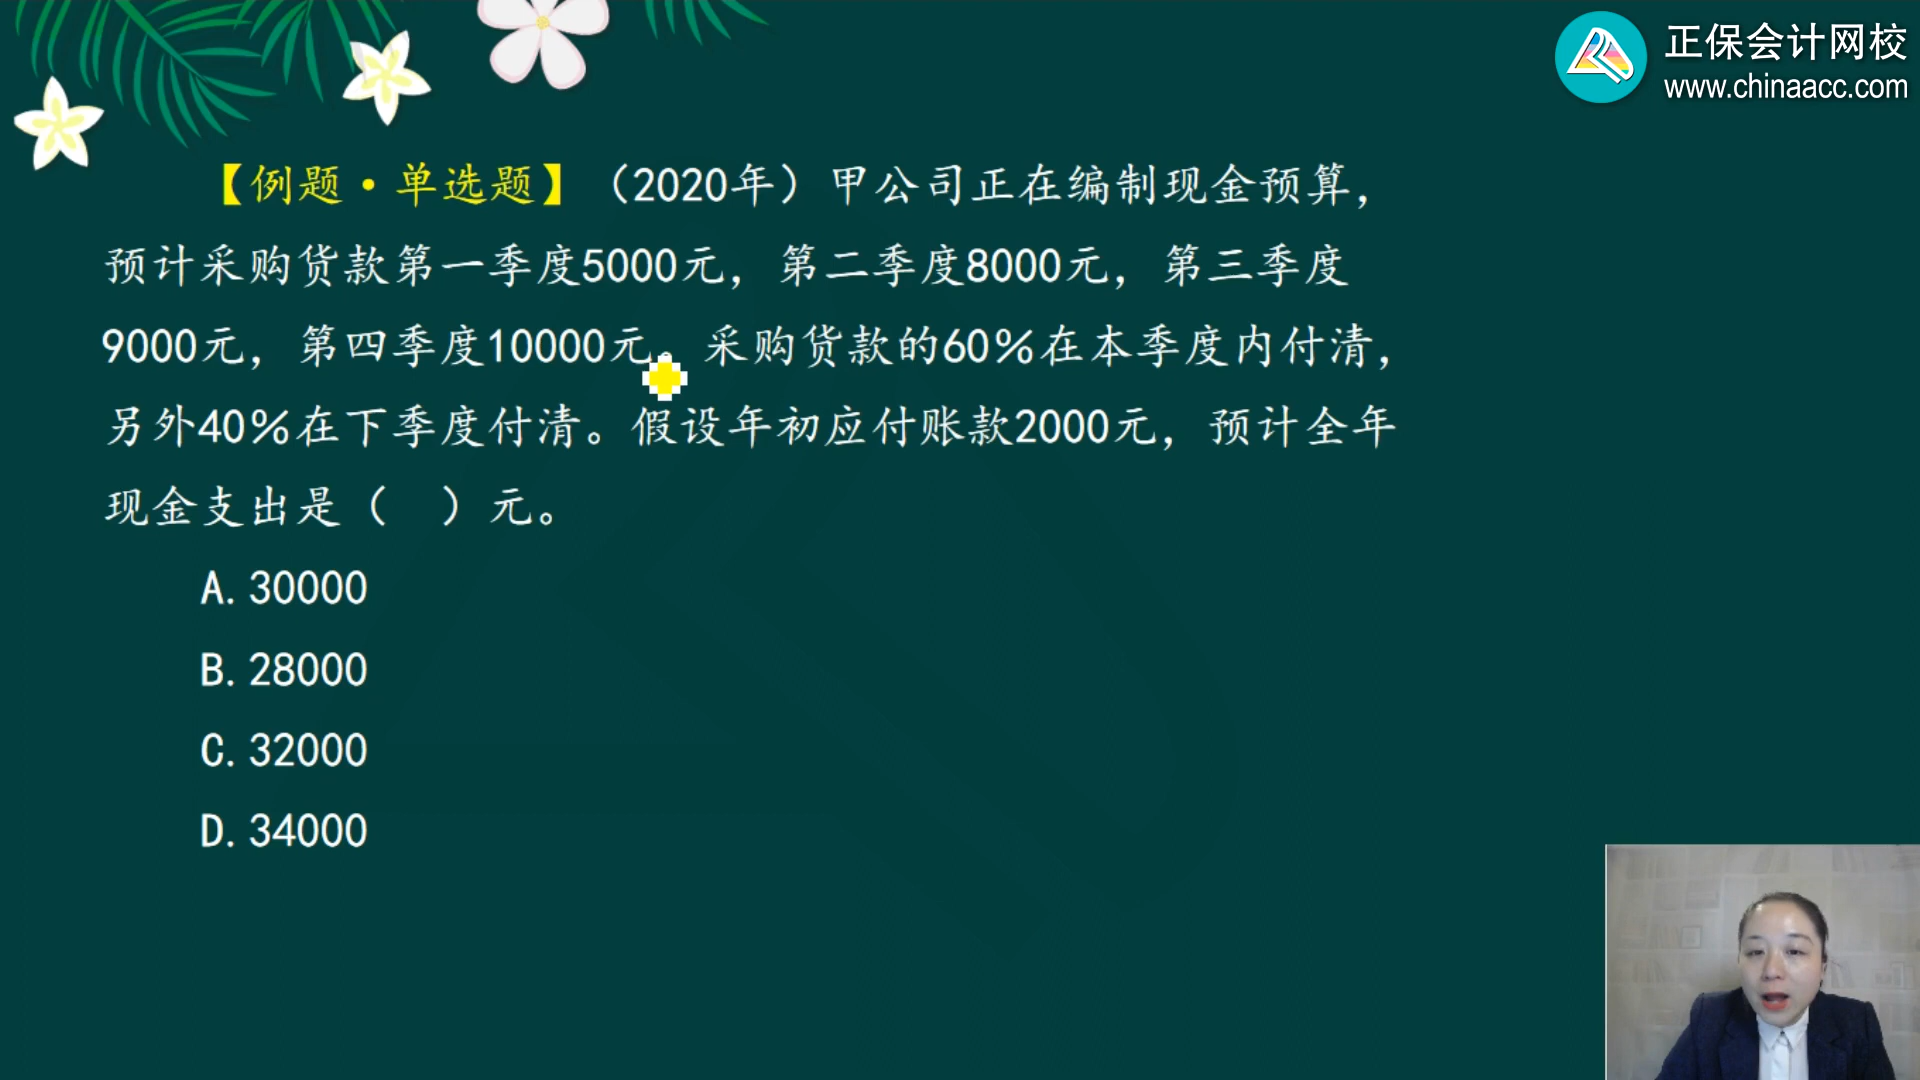 正保会计网校
www.chinaacc.com
【例题·单选题】（2020年）甲公司正在编制现金预算，
预计采购货款第一季度5000元，第二季度8000元，第三季度
9000元，第四季度10000元。采购货款的60%在本季度内付清，
另外40%在下季度付清。假设年初应付账款2000元，预计全年
现金支出是（　）元。
A. 30000
B. 28000
C. 32000
D. 34000